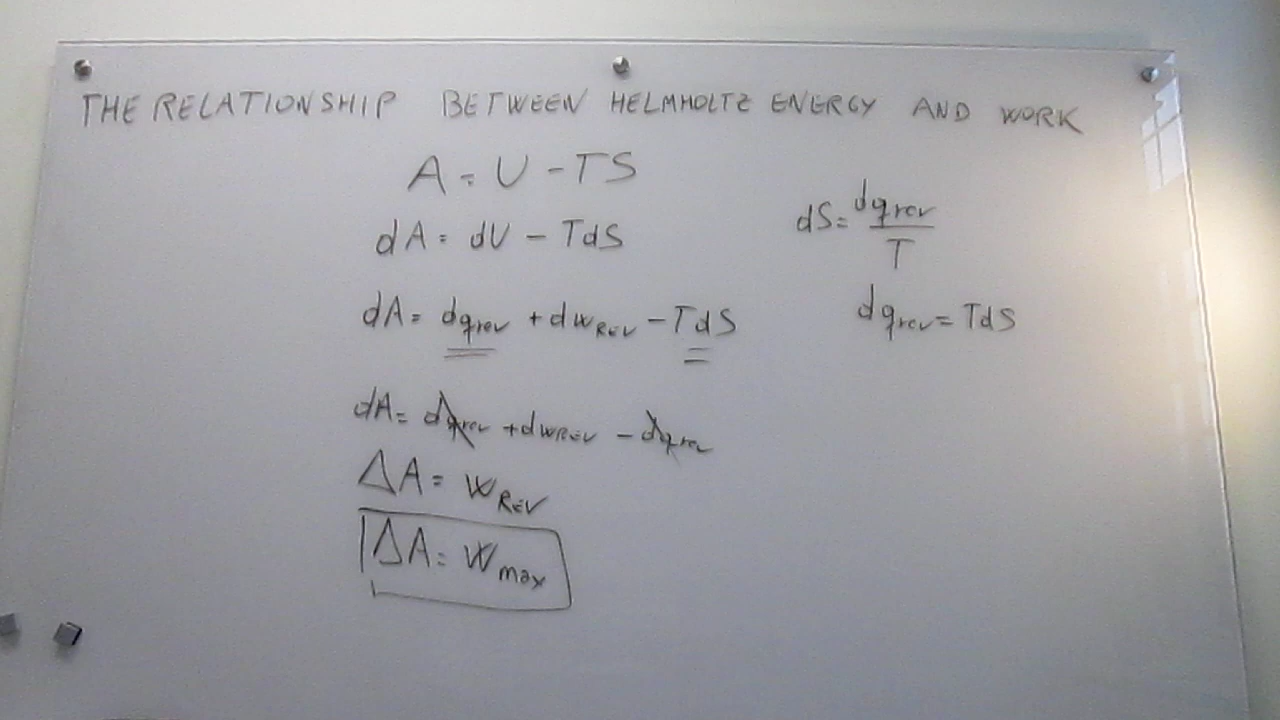 THE RELATIONSHIP BETWEEN HELMHOLTZ ENERGY AND WORK
A = U - TS
dA = dU - TdS
dS = dqrev / T
dA = dqrev + dwREV - TdS
dqrev = TdS
dA = dqrev + dwREV - dqrev
ΔA = wREV
ΔA = wmax